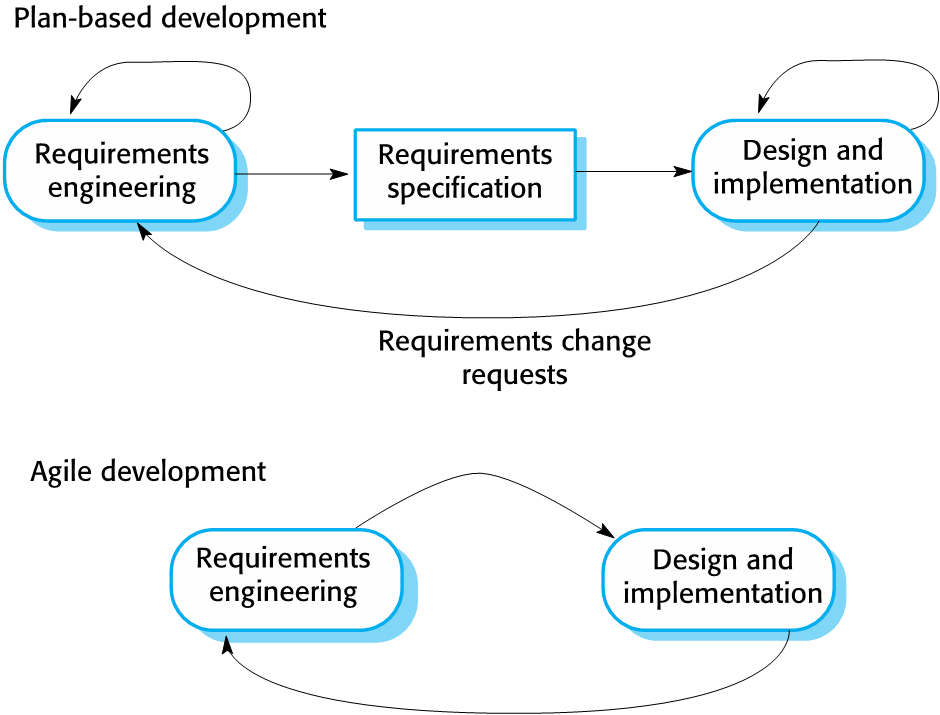 Plan-based development
Requirements
engineering
Requirements
specification
Design and
implementation
Requirements change
requests
Agile development
Requirements
engineering
Design and
implementation